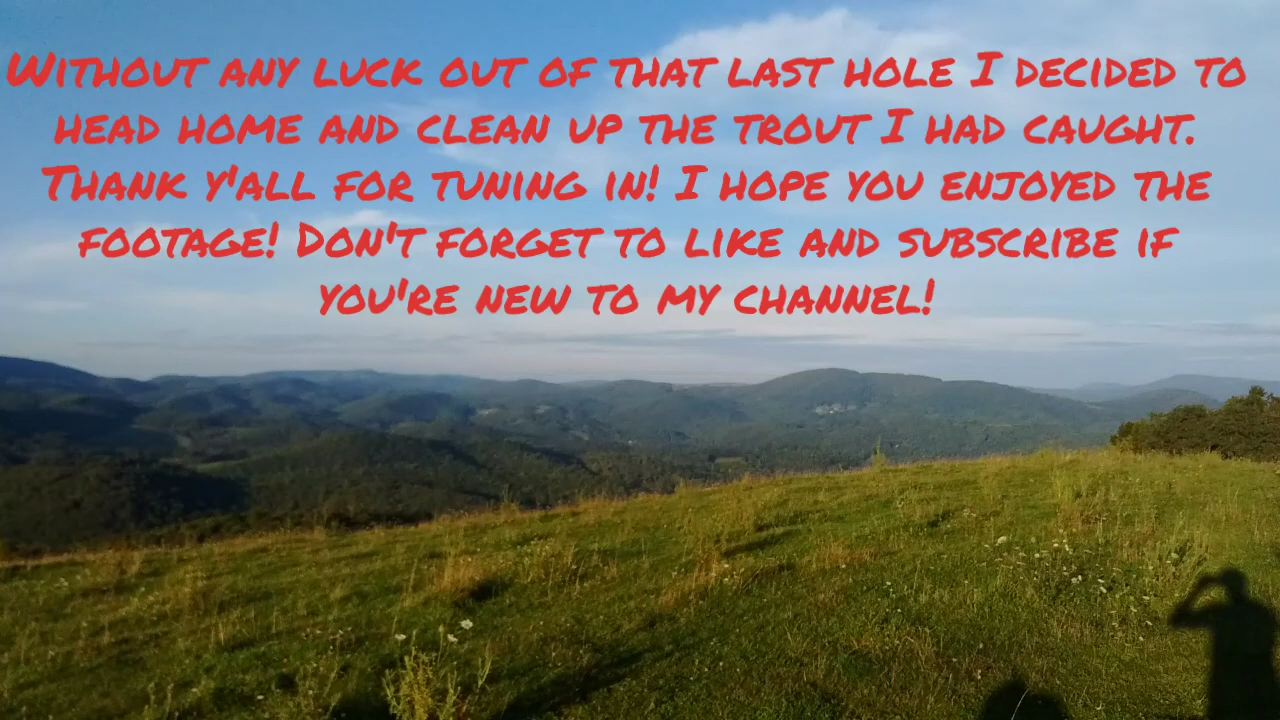 Without any luck out of that last hole I decided to
head home and clean up the trout I had caught.
Thank y'all for tuning in! I hope you enjoyed the
footage! Don't forget to like and subscribe if
you're new to my channel!